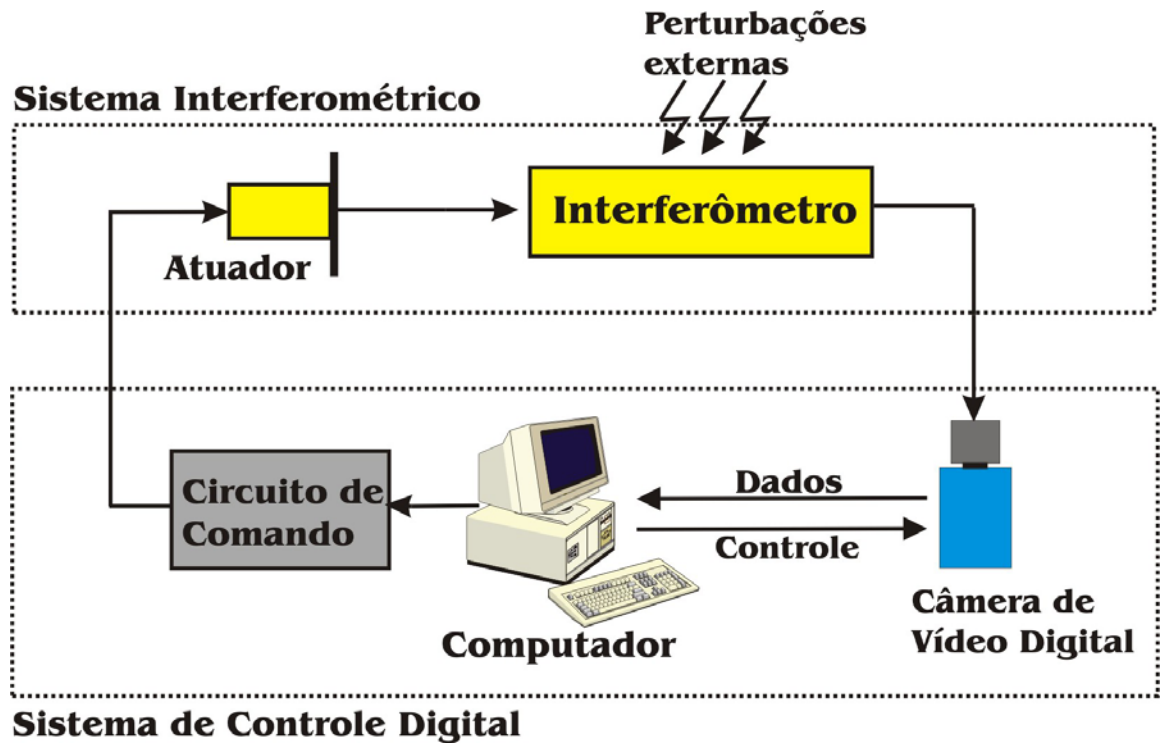 Perturbações
externas
Sistema Interferométrico
Interferômetro
Atuador
Circuito de
Comando
Dados
Controle
Computador
Câmera de
Vídeo Digital
Sistema de Controle Digital